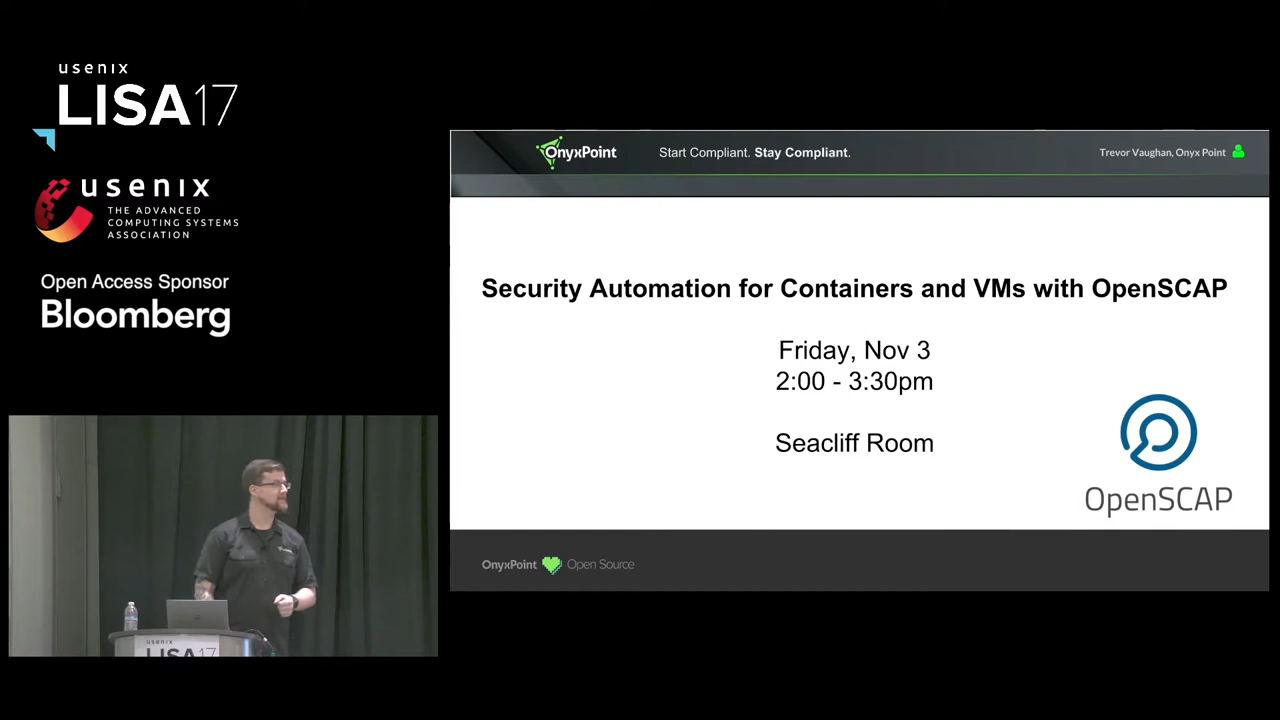 usenix
LISA17
usenix
THE ADVANCED
COMPUTING SYSTEMS
ASSOCIATION
Open Access Sponsor
Bloomberg
OnyxPoint
Start Compliant. Stay Compliant.
Trevor Vaughan, Onyx Point
Security Automation for Containers and VMs with OpenSCAP
Friday, Nov 3
2:00 - 3:30pm
Seacliff Room
OpenSCAP
OnyxPoint Open Source
usenix
LISA17